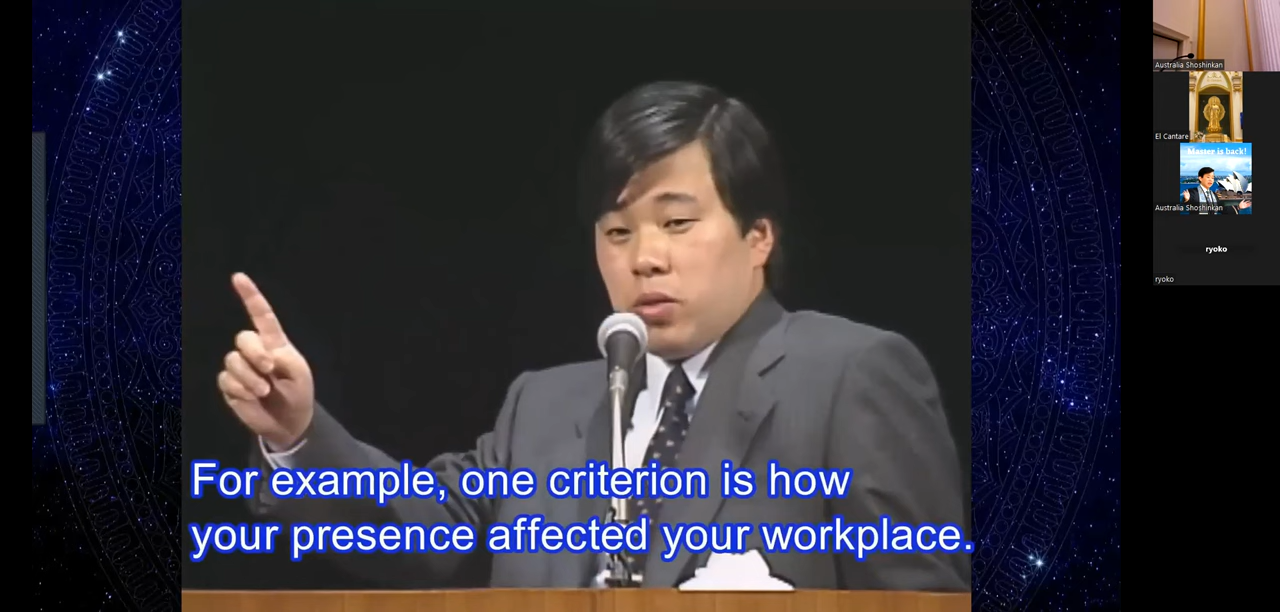 For example, one criterion is how
your presence affected your workplace.
Australia Shoshinkan
El Cantare
Master is back!
Australia Shoshinkan
ryoko
ryoko